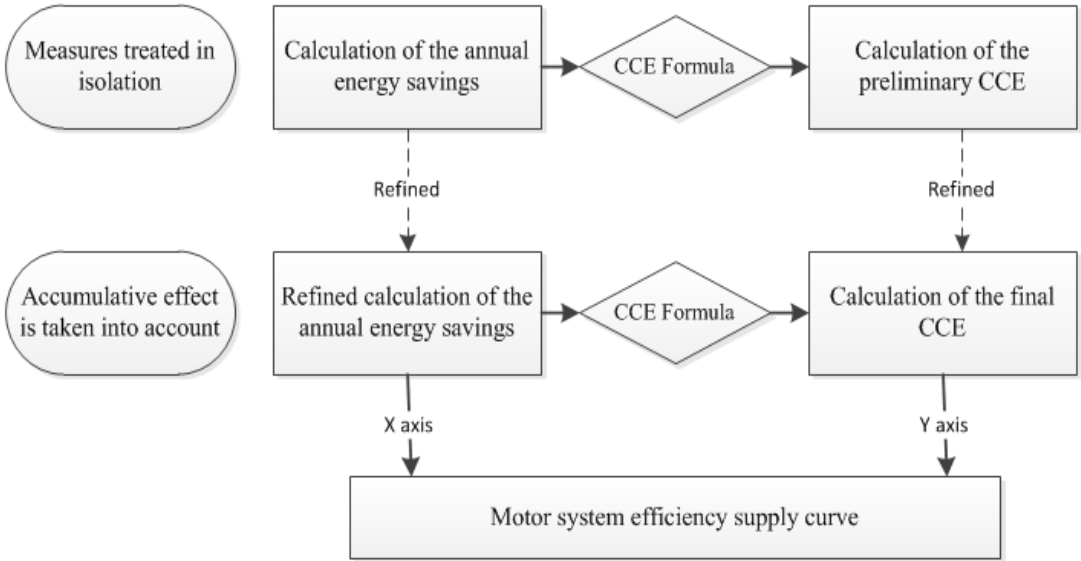 Measures treated in
isolation
Calculation of the annual
energy savings
CCE Formula
Calculation of the
preliminary CCE
Refined
Refined
Accumulative effect
is taken into account
Refined calculation of the
annual energy savings
CCE Formula
Calculation of the final
CCE
X axis
Y axis
Motor system efficiency supply curve